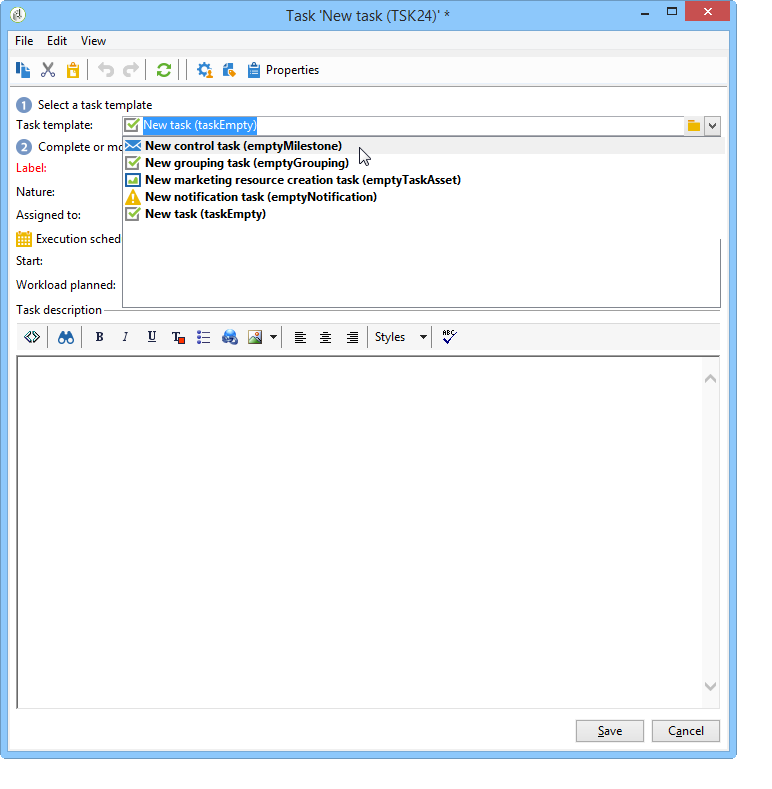 Task 'New task (TSK24)' *
File Edit View
Properties
1 Select a task template
Task template: New task (taskEmpty)
2 Complete or mo
New control task (emptyMilestone)
New grouping task (emptyGrouping)
New marketing resource creation task (emptyTaskAsset)
New notification task (emptyNotification)
New task (taskEmpty)
Label:
Nature:
Assigned to:
Execution sched
Start:
Workload planned:
Task description
B I U T Styles ABC
Save Cancel